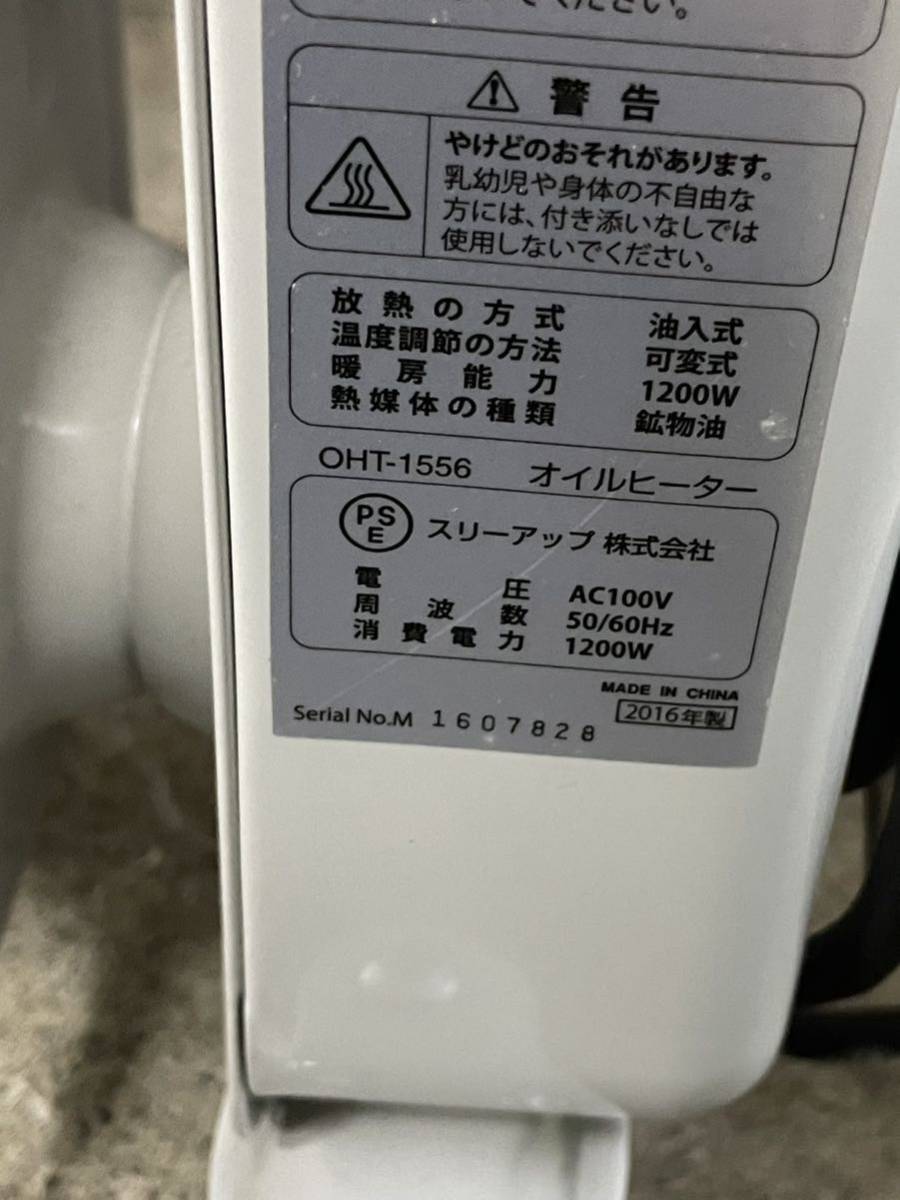 ください。
警告
やけどのおそれがあります。
乳幼児や身体の不自由な
方には、付き添いなしでは
使用しないでください。
放熱の方式 油入式
温度調節の方法 可変式
暖房能力 1200W
熱媒体の種類 鉱物油
OHT-1556 オイルヒーター
PSE スリーアップ 株式会社
電圧 AC100V
周波数 50/60Hz
消費電力 1200W
MADE IN CHINA
Serial No.M 1607828 2016年製